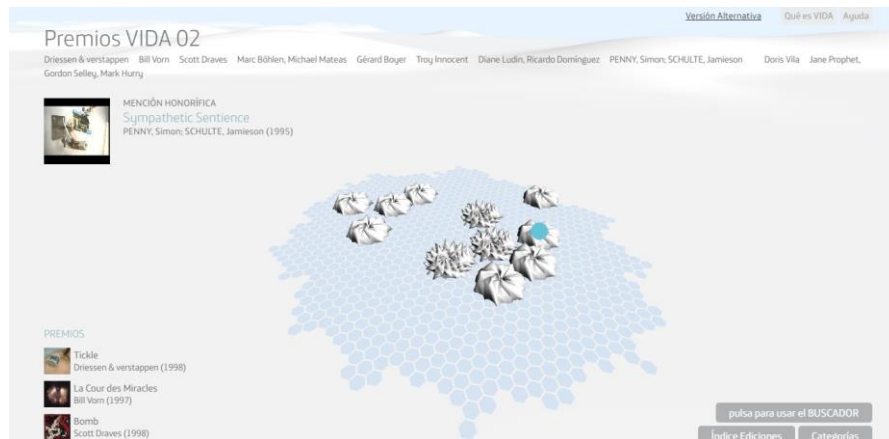 Versión Alternativa Qué es VIDA Ayuda
Premios VIDA 02
Driessen & verstappen Bill Vorn Scott Draves Marc Böhlen, Michael Mateas Gérard Boyer Troy Innocent Diane Ludin, Ricardo Domínguez PENNY, Simon; SCHULTE, Jamieson Doris Vila Jane Prophet,
Gordon Selley, Mark Hurry
MENCIÓN HONORÍFICA
Sympathetic Sentience
PENNY, Simon; SCHULTE, Jamieson (1995)
PREMIOS
Tickle
Driessen & verstappen (1998)
La Cour des Miracles
Bill Vorn (1997)
Bomb
Scott Draves (1998)
pulsa para usar el BUSCADOR
Índice Ediciones Categorías